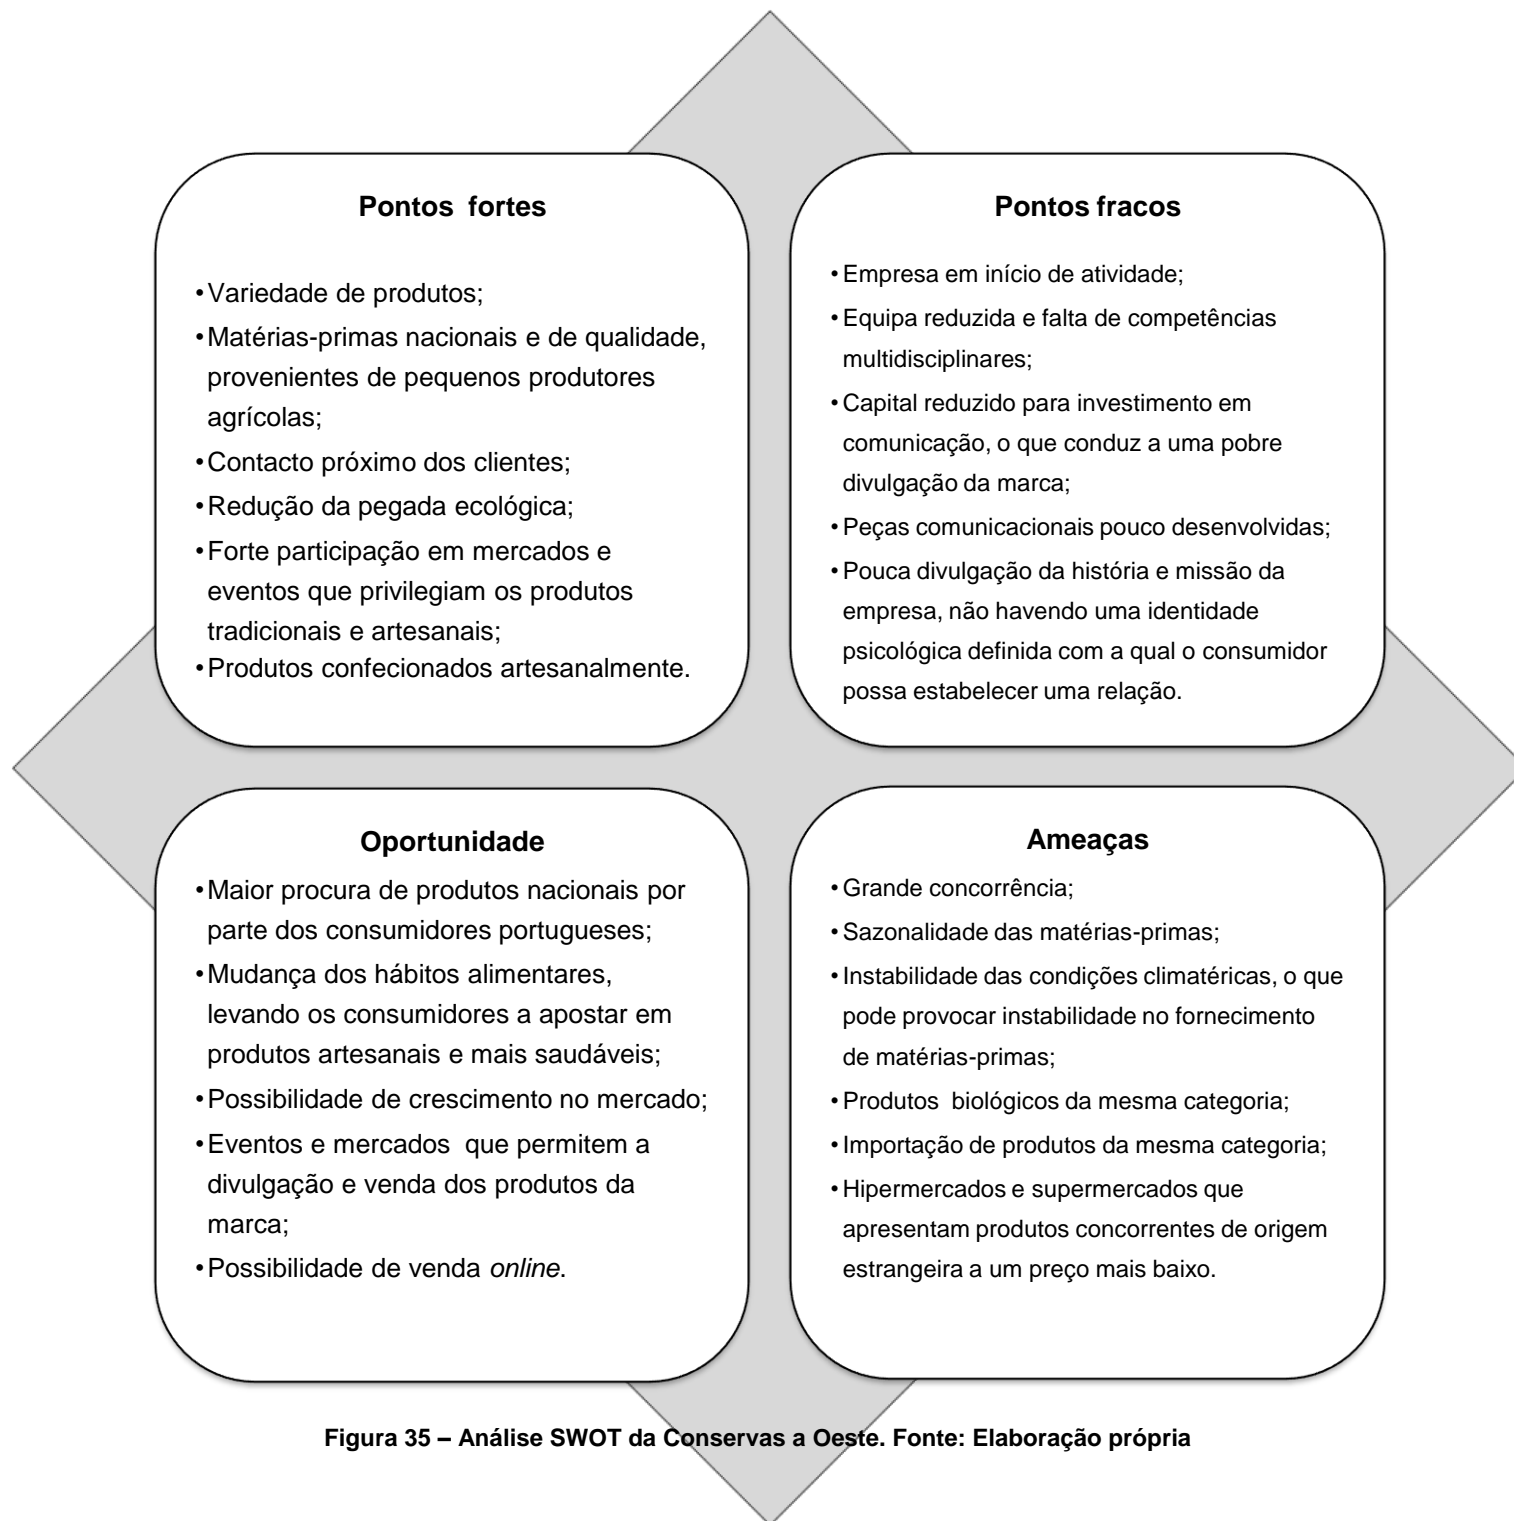 Pontos fortes
•Variedade de produtos;
•Matérias-primas nacionais e de qualidade,
provenientes de pequenos produtores
agrícolas;
•Contacto próximo dos clientes;
•Redução da pegada ecológica;
•Forte participação em mercados e
eventos que privilegiam os produtos
tradicionais e artesanais;
•Produtos confecionados artesanalmente.
Pontos fracos
•Empresa em início de atividade;
•Equipa reduzida e falta de competências
multidisciplinares;
•Capital reduzido para investimento em
comunicação, o que conduz a uma pobre
divulgação da marca;
•Peças comunicacionais pouco desenvolvidas;
•Pouca divulgação da história e missão da
empresa, não havendo uma identidade
psicológica definida com a qual o consumidor
possa estabelecer uma relação.
Oportunidade
•Maior procura de produtos nacionais por
parte dos consumidores portugueses;
•Mudança dos hábitos alimentares,
levando os consumidores a apostar em
produtos artesanais e mais saudáveis;
•Possibilidade de crescimento no mercado;
•Eventos e mercados que permitem a
divulgação e venda dos produtos da
marca;
•Possibilidade de venda online.
Ameaças
•Grande concorrência;
•Sazonalidade das matérias-primas;
•Instabilidade das condições climatéricas, o que
pode provocar instabilidade no fornecimento
de matérias-primas;
•Produtos biológicos da mesma categoria;
•Importação de produtos da mesma categoria;
•Hipermercados e supermercados que
apresentam produtos concorrentes de origem
estrangeira a um preço mais baixo.
Figura 35 – Análise SWOT da Conservas a Oeste. Fonte: Elaboração própria